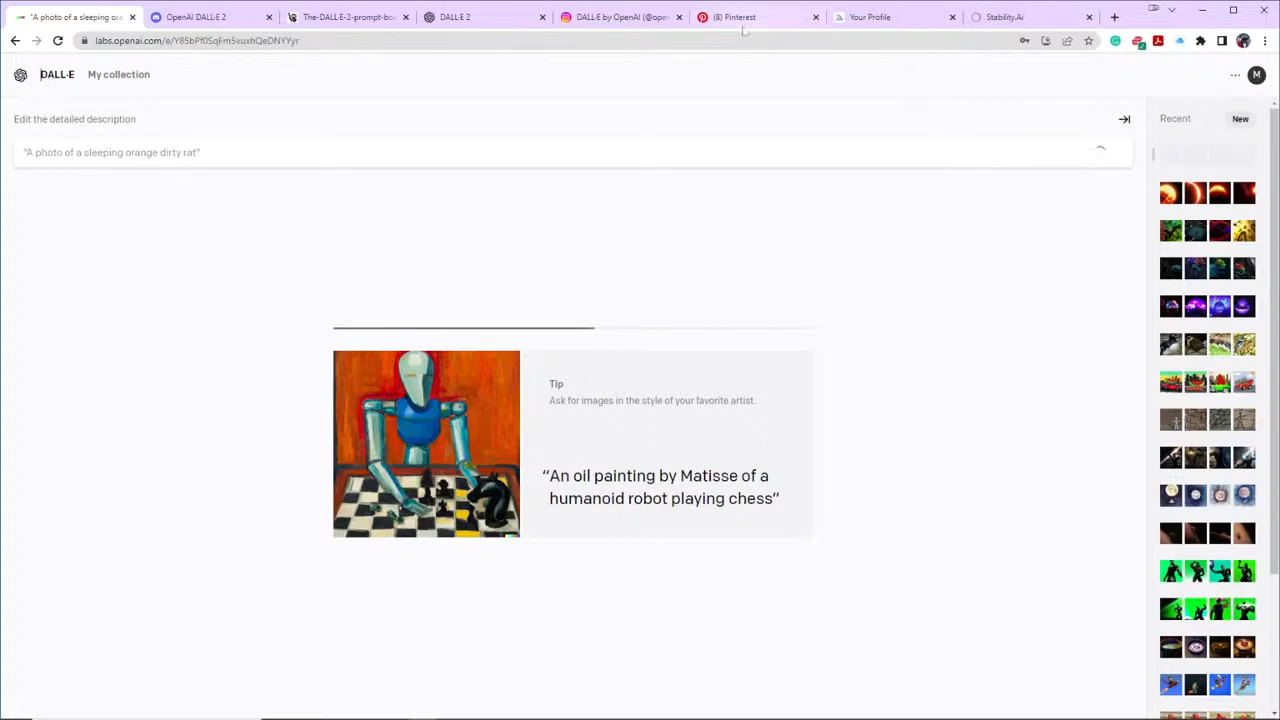 "A photo of a sleeping ora
OpenAI DALL·E 2
The-DALL·E-2-prompt-bo
DALL·E 2
DALL·E by OpenAI (@open
(8) Pinterest
Your Profile
Stability.Ai
labs.openai.com/e/Y85bPf0SqFm5vuxhQeDNYYyr
DALL·E
My collection
M
Edit the detailed description
Recent
New
"A photo of a sleeping orange dirty rat"
Tip
Ask for images in the style of your favorite artist.
“An oil painting by Matisse of a
humanoid robot playing chess”